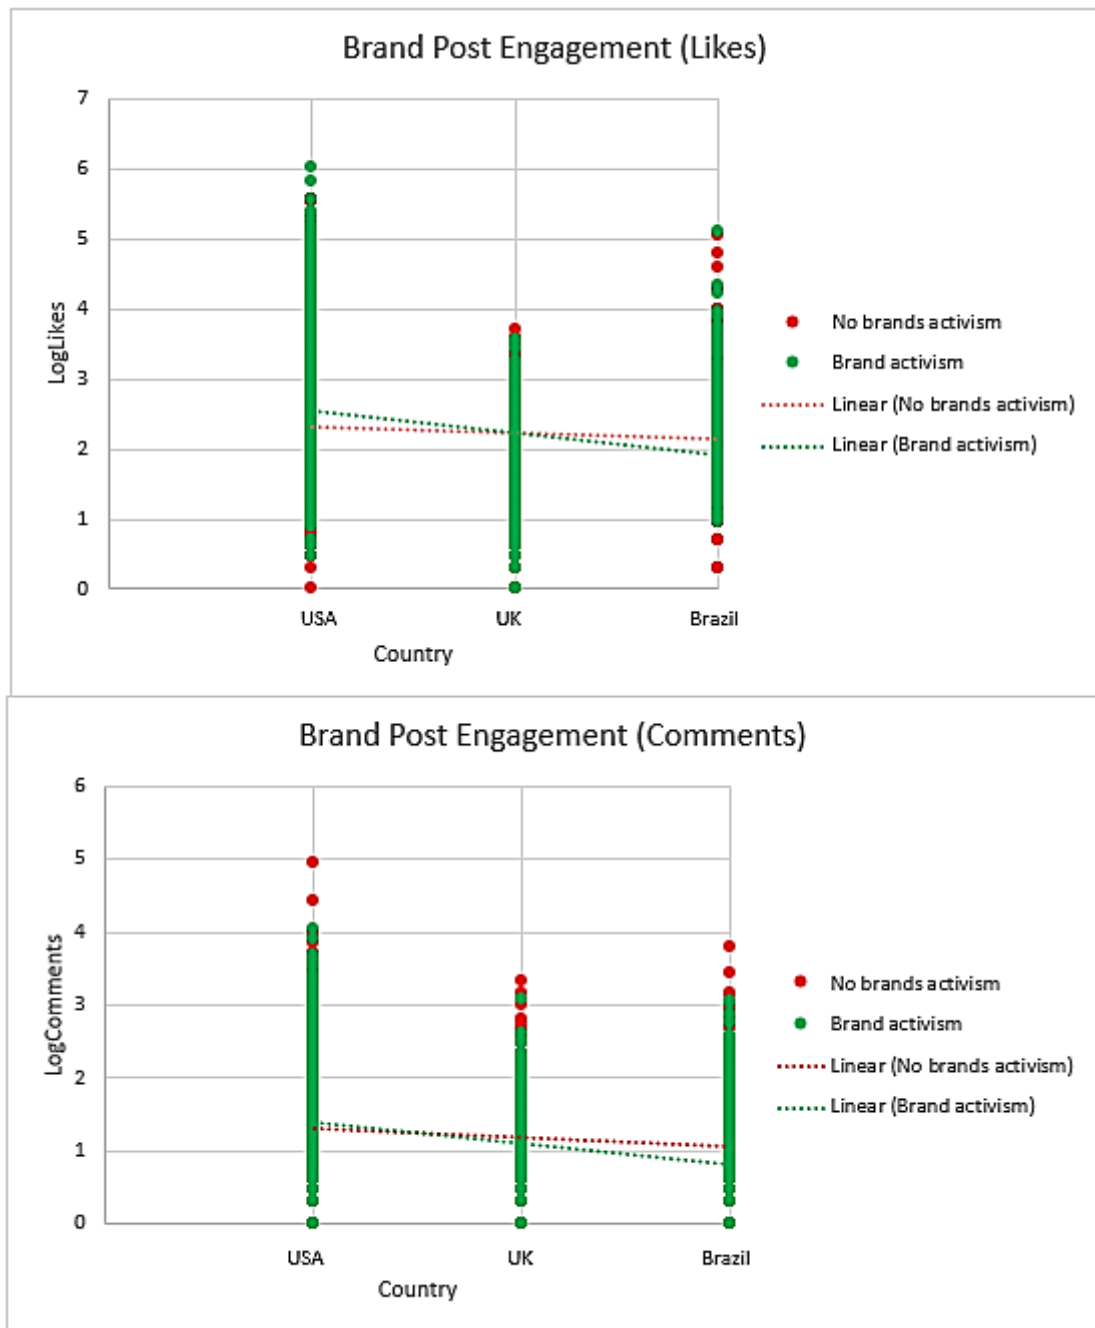 Brand Post Engagement (Likes)
7
6
5
4
3
2
1
0
LogLikes
USA
UK
Brazil
Country
No brands activism
Brand activism
Linear (No brands activism)
Linear (Brand activism)
Brand Post Engagement (Comments)
6
5
4
3
2
1
0
LogComments
USA
UK
Brazil
Country
No brands activism
Brand activism
Linear (No brands activism)
Linear (Brand activism)